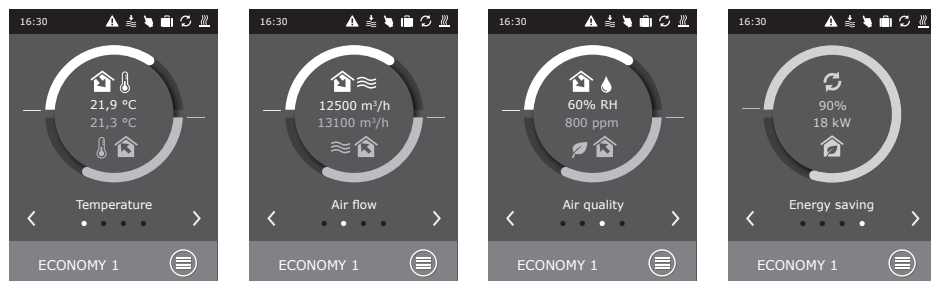 16:30
21,9 °C
21,3 °C
Temperature
ECONOMY 1
16:30
12500 m³/h
13100 m³/h
Air flow
ECONOMY 1
16:30
60% RH
800 ppm
Air quality
ECONOMY 1
16:30
90%
18 kW
Energy saving
ECONOMY 1